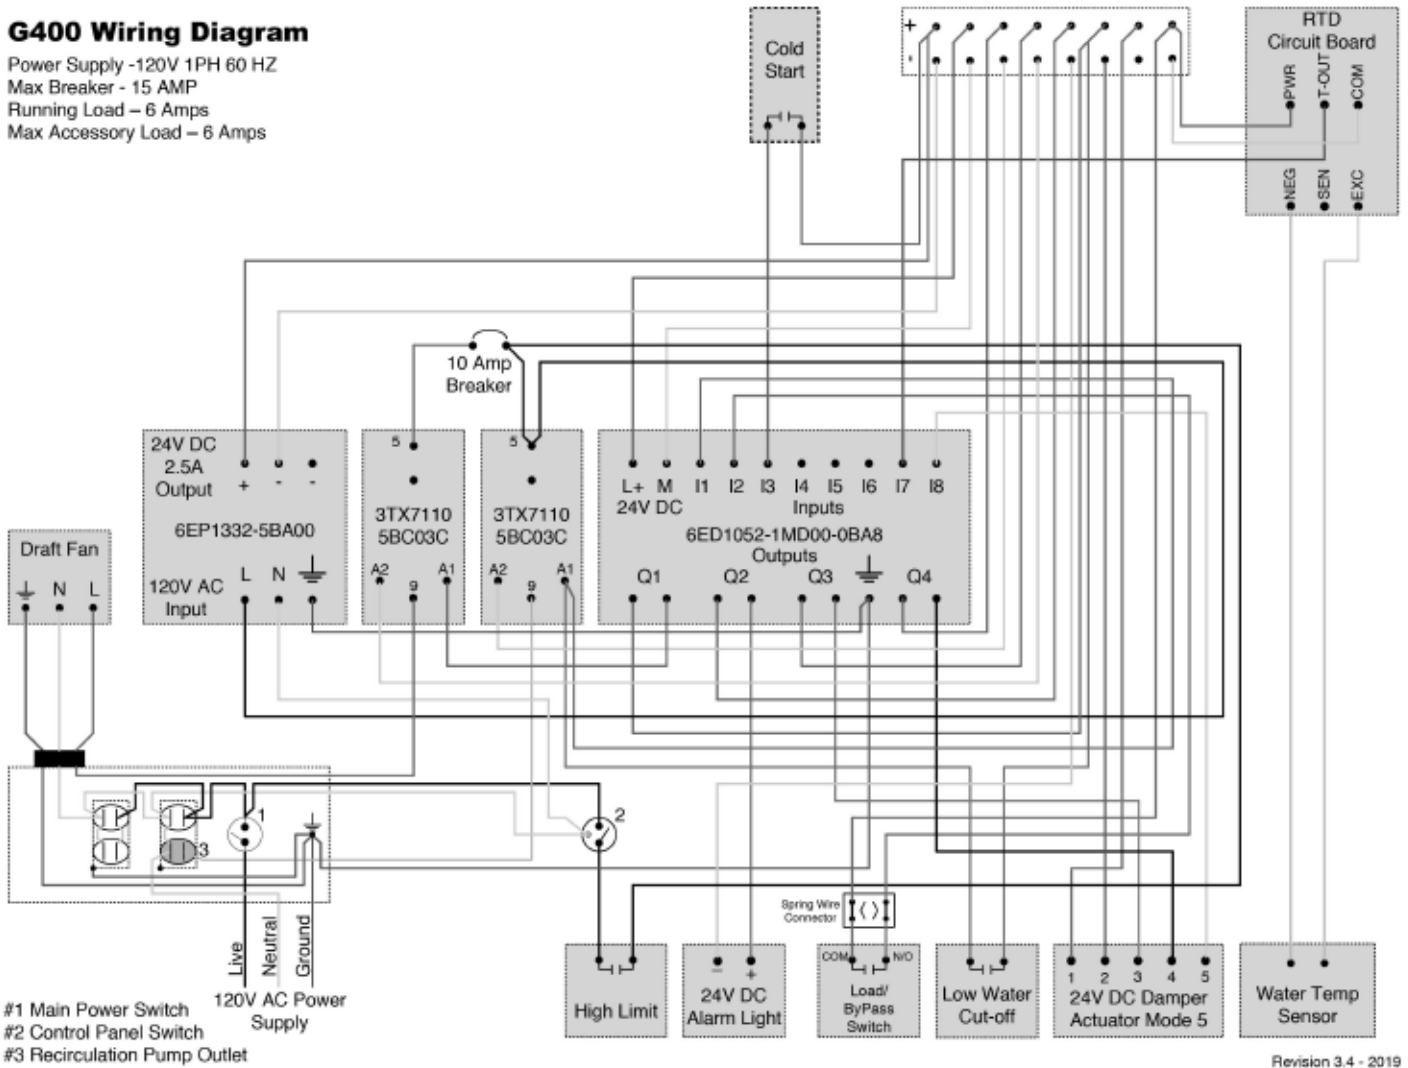 G400 Wiring Diagram
Power Supply -120V 1PH 60 HZ
Max Breaker - 15 AMP
Running Load – 6 Amps
Max Accessory Load – 6 Amps
Cold
Start
+
-
RTD
Circuit Board
PWR
T-OUT
COM
NEG
SEN
EXC
10 Amp
Breaker
24V DC
2.5A
Output
+ - -
6EP1332-5BA00
120V AC
Input
L N
5
3TX7110
5BC03C
A2
9
A1
5
3TX7110
5BC03C
A2
9
A1
L+ M I1 I2 I3 I4 I5 I6 I7 I8
24V DC
Inputs
6ED1052-1MD00-0BA8
Outputs
Q1 Q2 Q3 Q4
Draft Fan
N L
1
2
3
Live
Neutral
Ground
120V AC Power
Supply
#1 Main Power Switch
#2 Control Panel Switch
#3 Recirculation Pump Outlet
High Limit
– +
24V DC
Alarm Light
Spring Wire
Connector
COM
N/O
Load/
ByPass
Switch
Low Water
Cut-off
1 2 3 4 5
24V DC Damper
Actuator Mode 5
Water Temp
Sensor
Revision 3.4 - 2019